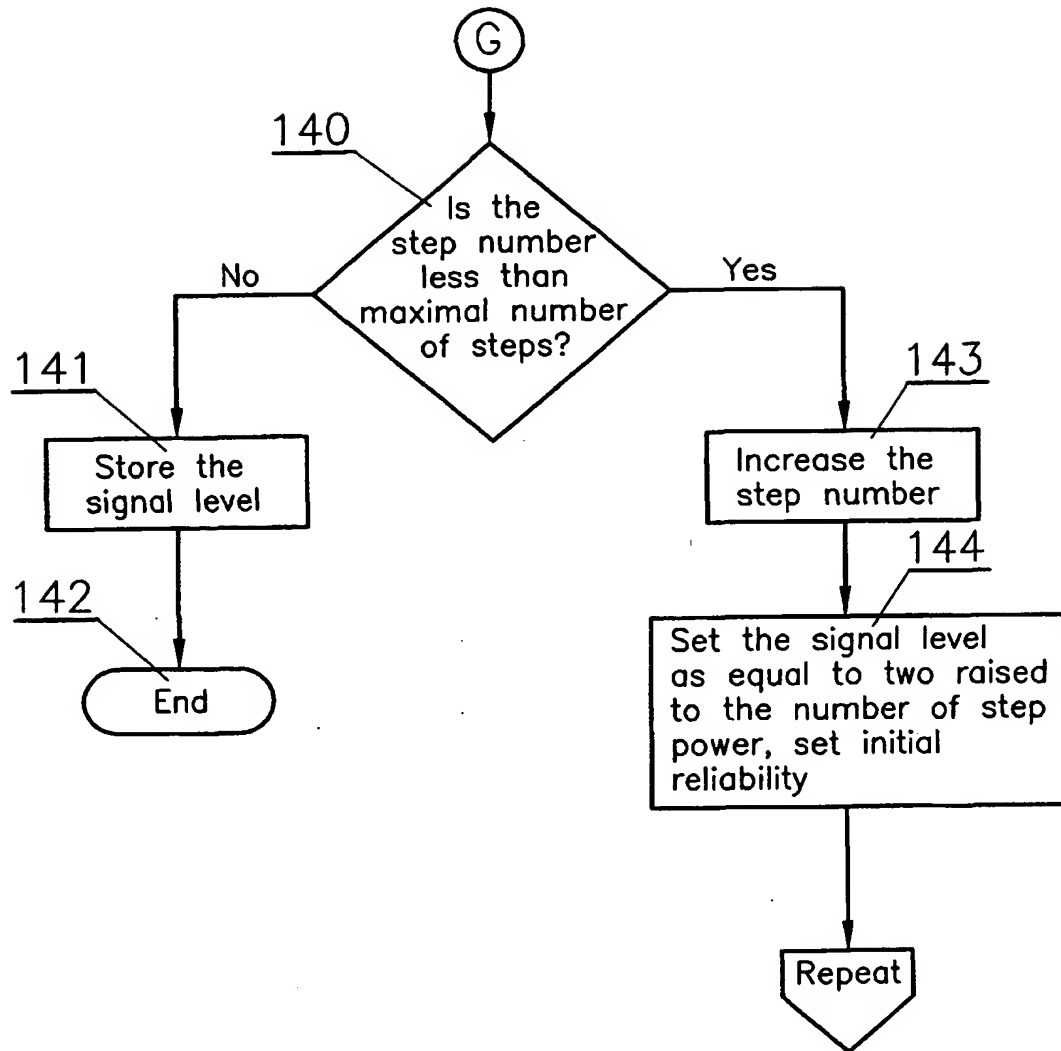 G
140
Is the
step number
less than
maximal number
of steps?
No
Yes
141
Store the
signal level
143
Increase the
step number
142
End
144
Set the signal level
as equal to two raised
to the number of step
power, set initial
reliability
Repeat